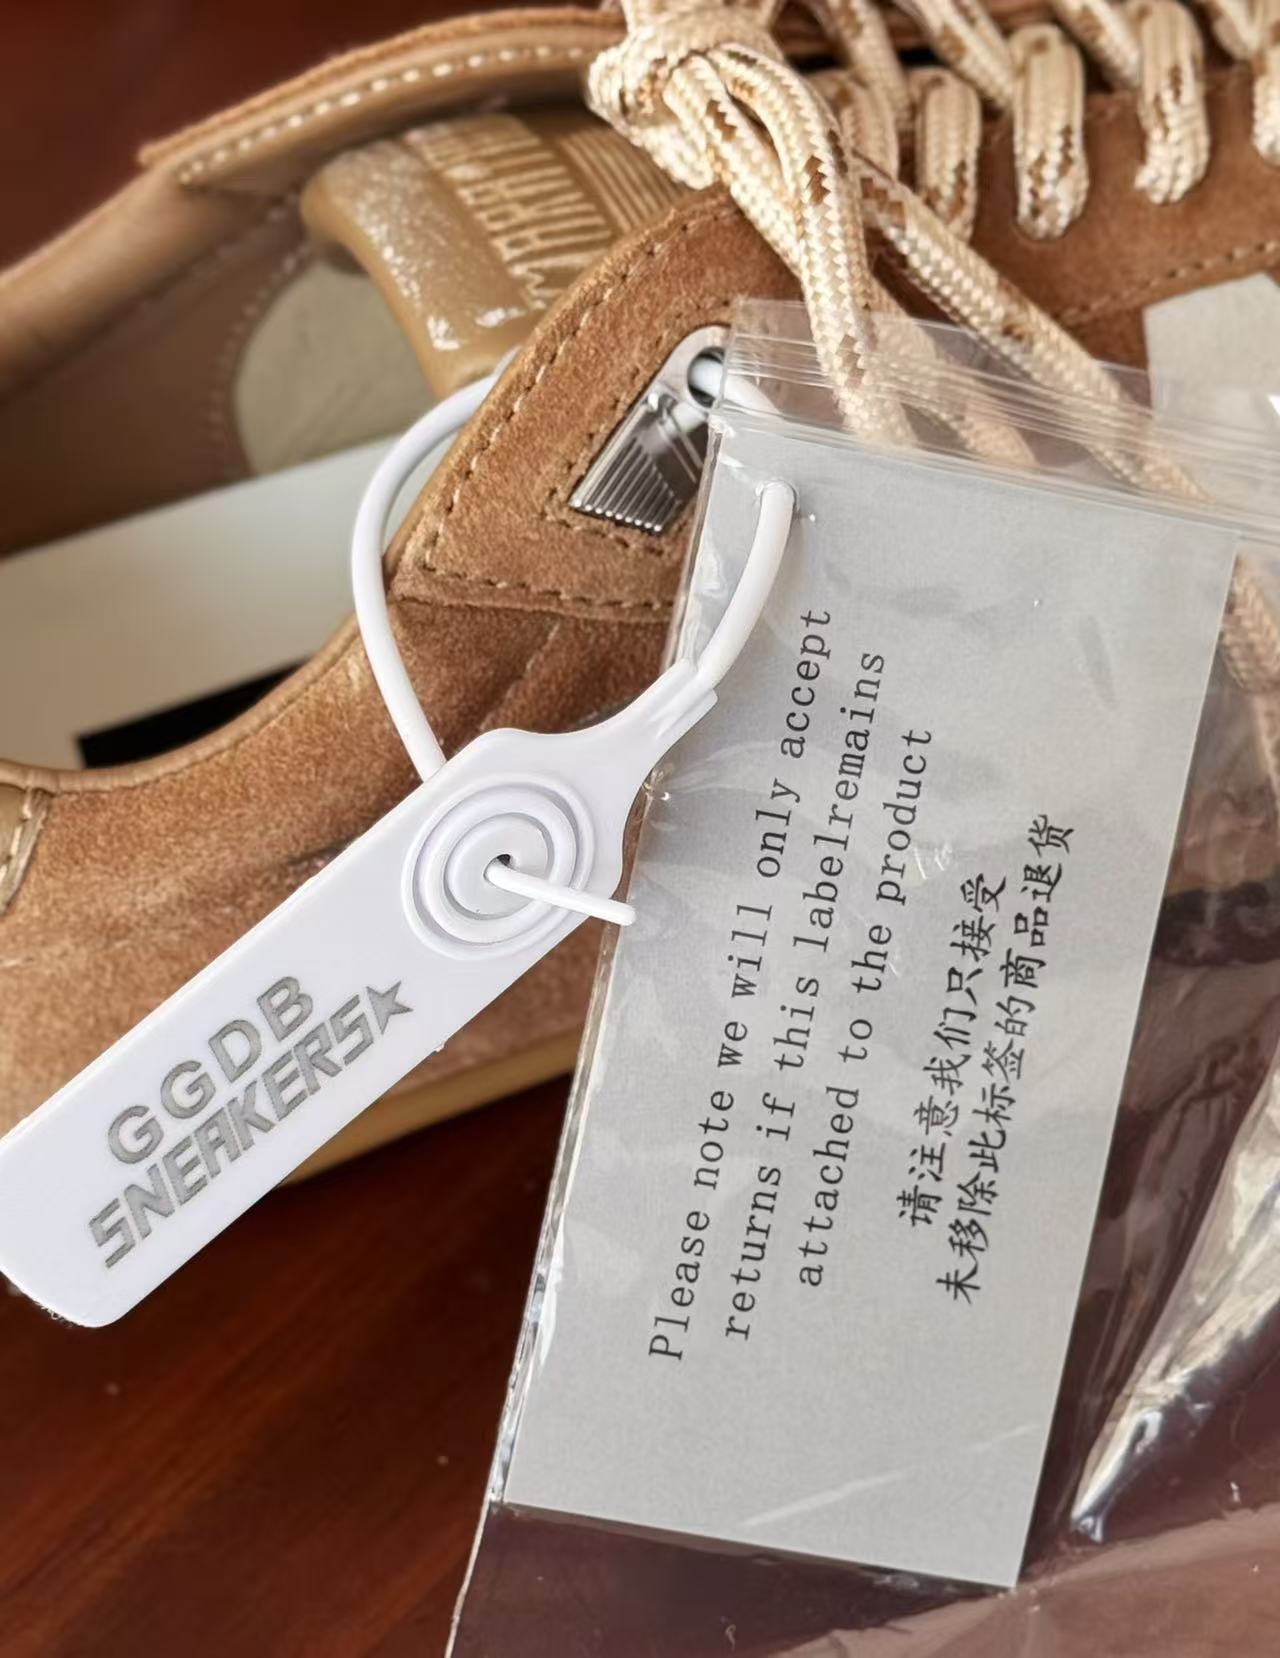 GGDB
SNEAKERS
Please note we will only accept
returns if this labelremains
attached to the product
请注意我们只接受
未移除此标签的商品退货